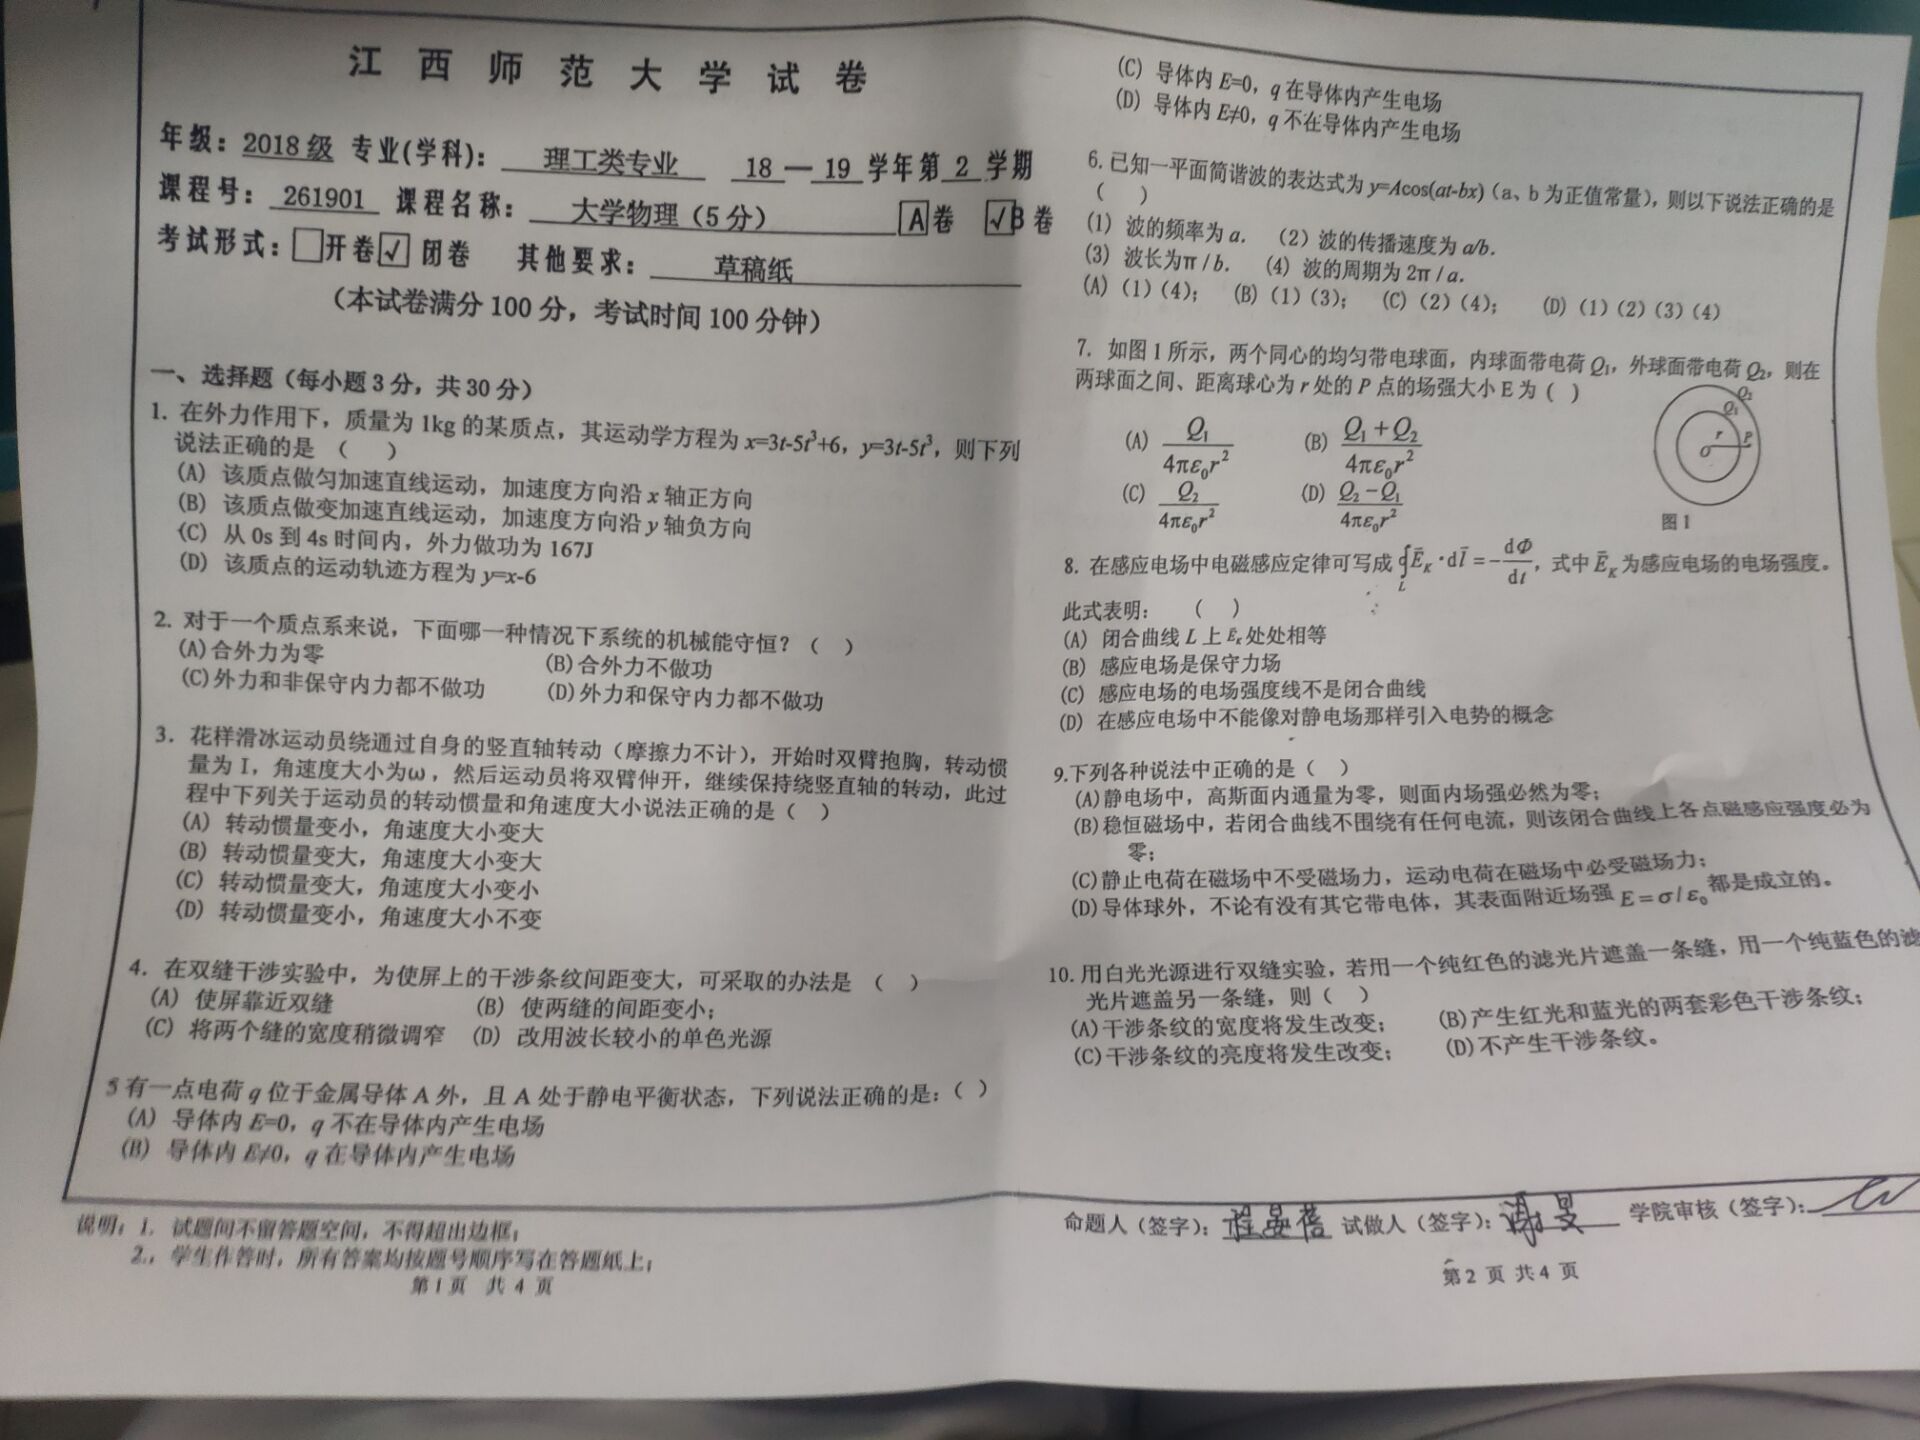 江西师范大学试卷
年级：2018级 专业(学科)：理工类专业 18—19学年第2学期
课程号：261901 课程名称：大学物理（5分） A卷 √B卷
考试形式：□开卷√闭卷 其他要求：草稿纸
（本试卷满分100分，考试时间100分钟）
一、选择题（每小题3分，共30分）
1. 在外力作用下，质量为1kg的某质点，其运动学方程为x=3t-5t³+6，y=3t-5t³，则下列
说法正确的是（ ）
(A) 该质点做匀加速直线运动，加速度方向沿x轴正方向
(B) 该质点做变加速直线运动，加速度方向沿y轴负方向
(C) 从0s到4s时间内，外力做功为167J
(D) 该质点的运动轨迹方程为y=x-6
2. 对于一个质点系来说，下面哪一种情况下系统的机械能守恒？（ ）
(A)合外力为零 (B)合外力不做功
(C)外力和非保守内力都不做功 (D)外力和保守内力都不做功
3. 花样滑冰运动员绕通过自身的竖直轴转动（摩擦力不计），开始时双臂抱胸，转动惯
量为I，角速度大小为ω，然后运动员将双臂伸开，继续保持绕竖直轴的转动，此过
程中下列关于运动员的转动惯量和角速度大小说法正确的是（ ）
(A) 转动惯量变小，角速度大小变大
(B) 转动惯量变大，角速度大小变大
(C) 转动惯量变大，角速度大小变小
(D) 转动惯量变小，角速度大小不变
4. 在双缝干涉实验中，为使屏上的干涉条纹间距变大，可采取的办法是（ ）
(A) 使屏靠近双缝 (B) 使两缝的间距变小；
(C) 将两个缝的宽度稍微调窄 (D) 改用波长较小的单色光源
5 有一点电荷q位于金属导体A外，且A处于静电平衡状态，下列说法正确的是：（ ）
(A) 导体内E=0，q不在导体内产生电场
(B) 导体内E≠0，q在导体内产生电场
说明：1. 试题间不留答题空间，不得超出边框；
2.，学生作答时，所有答案均按题号顺序写在答题纸上；
第1页 共4页
(C) 导体内E=0，q在导体内产生电场
(D) 导体内E≠0，q不在导体内产生电场
6.已知一平面简谐波的表达式为y=Acos(at-bx)（a、b为正值常量），则以下说法正确的是
（ ）
(1) 波的频率为a. (2) 波的传播速度为a/b.
(3) 波长为π/b. (4) 波的周期为2π/a.
(A)（1）(4)； (B)（1）(3)； (C)（2）(4)； (D)（1）(2)(3)(4)
7. 如图1所示，两个同心的均匀带电球面，内球面带电荷Q₁，外球面带电荷Q₂，则在
两球面之间、距离球心为r处的P点的场强大小E为（ ）
(A) Q₁/4πε₀r² (B) Q₁+Q₂/4πε₀r²
(C) Q₂/4πε₀r² (D) Q₂-Q₁/4πε₀r²
Q₂
Q₁
r P
O
图1
8. 在感应电场中电磁感应定律可写成∮L E_K·dl=-dΦ/dt，式中E_K为感应电场的电场强度。
此式表明：（ ）
(A) 闭合曲线L上E_K处处相等
(B) 感应电场是保守力场
(C) 感应电场的电场强度线不是闭合曲线
(D) 在感应电场中不能像对静电场那样引入电势的概念
9.下列各种说法中正确的是（ ）
(A)静电场中，高斯面内通量为零，则面内场强必然为零；
(B)稳恒磁场中，若闭合曲线不围绕有任何电流，则该闭合曲线上各点磁感应强度必为
零；
(C)静止电荷在磁场中不受磁场力，运动电荷在磁场中必受磁场力；
(D)导体球外，不论有没有其它带电体，其表面附近场强E=σ/ε₀都是成立的。
10.用白光光源进行双缝实验，若用一个纯红色的滤光片遮盖一条缝，用一个纯蓝色的滤
光片遮盖另一条缝，则（ ）
(A)干涉条纹的宽度将发生改变； (B)产生红光和蓝光的两套彩色干涉条纹；
(C)干涉条纹的亮度将发生改变； (D)不产生干涉条纹。
命题人（签字）： 试做人（签字）： 学院审核（签字）：
第2页 共4页